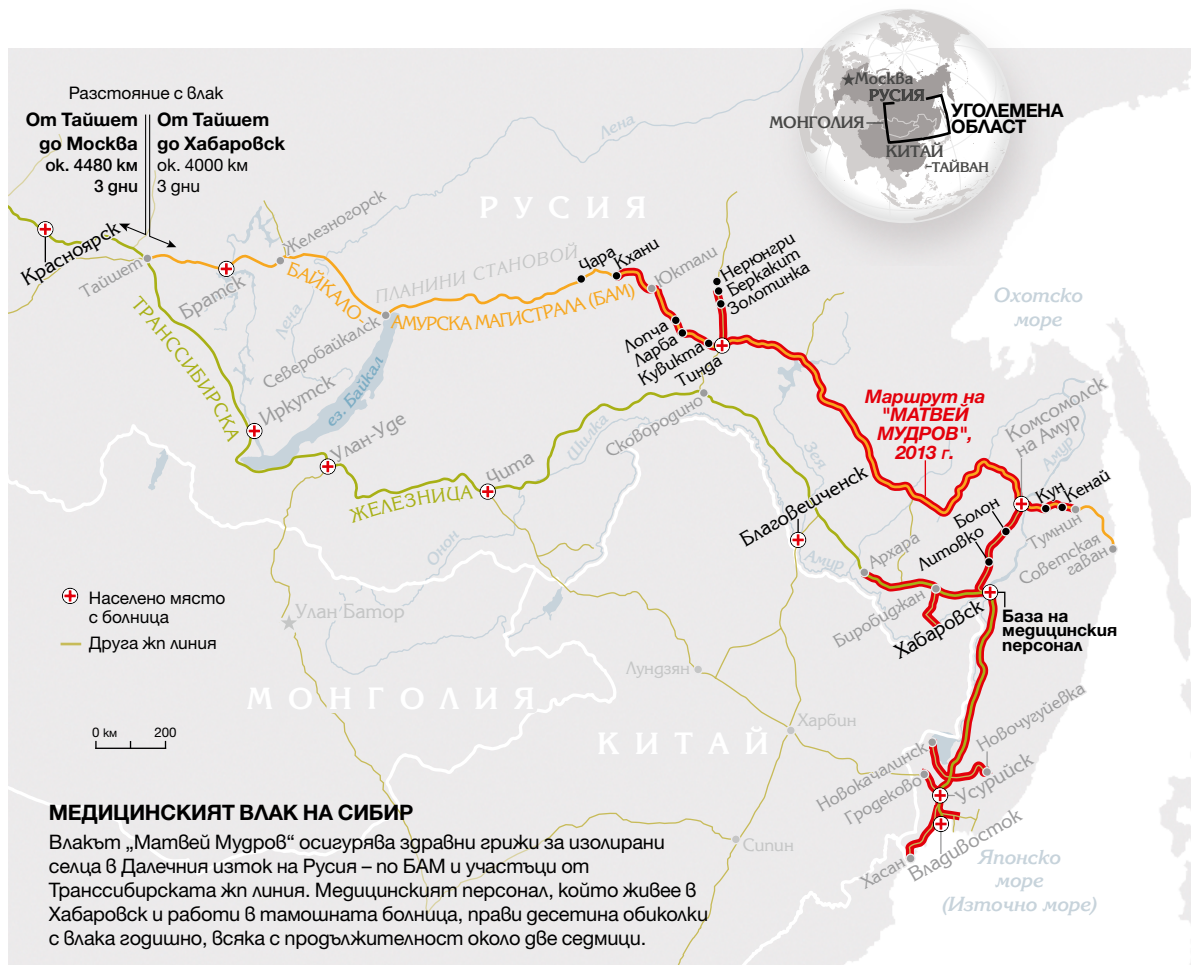 Разстояние с влак
От Тайшет
до Москва
ок. 4480 км
3 дни
От Тайшет
до Хабаровск
ок. 4000 км
3 дни
Москва
РУСИЯ
МОНГОЛИЯ
КИТАЙ
ТАЙВАН
УГОЛЕМЕНА
ОБЛАСТ
РУСИЯ
Лена
Красноярск
Тайшет
Братск
Железногорск
БАЙКАЛО-
АМУРСКА МАГИСТРАЛА (БАМ)
ПЛАНИНИ СТАНОВОЙ
Лена
Северобайкалск
ез. Байкал
ТРАНССИБИРСКА
ЖЕЛЕЗНИЦА
Иркутск
Улан-Уде
Чита
Шилка
Онон
Чара
Кхани
Юктали
Нерюнгри
Беркакит
Золотинка
Лопча
Ларба
Кувикта
Тинда
Сковородино
Зея
Благовешченск
Амур
Архара
Биробиджан
Хабаровск
База на
медицинския
персонал
Литовко
Болон
Комсомолск
на Амур
Амур
Кун
Кенай
Тумнин
Советская
гаван
Охотско
море
Маршрут на
"МАТВЕЙ
МУДРОВ",
2013 г.
Населено място
с болница
Друга жп линия
Улан Батор
МОНГОЛИЯ
Лундзян
Харбин
КИТАЙ
Сипин
0 км 200
Новокачалинск
Гродеково
Новочугуйевка
Усурийск
Владивосток
Хасан
Японско
море
(Източно море)
МЕДИЦИНСКИЯТ ВЛАК НА СИБИР
Влакът „Матвей Мудров“ осигурява здравни грижи за изолирани
селца в Далечния изток на Русия – по БАМ и участъци от
Транссибирската жп линия. Медицинският персонал, който живее в
Хабаровск и работи в тамошната болница, прави десетина обиколки
с влака годишно, всяка с продължителност около две седмици.